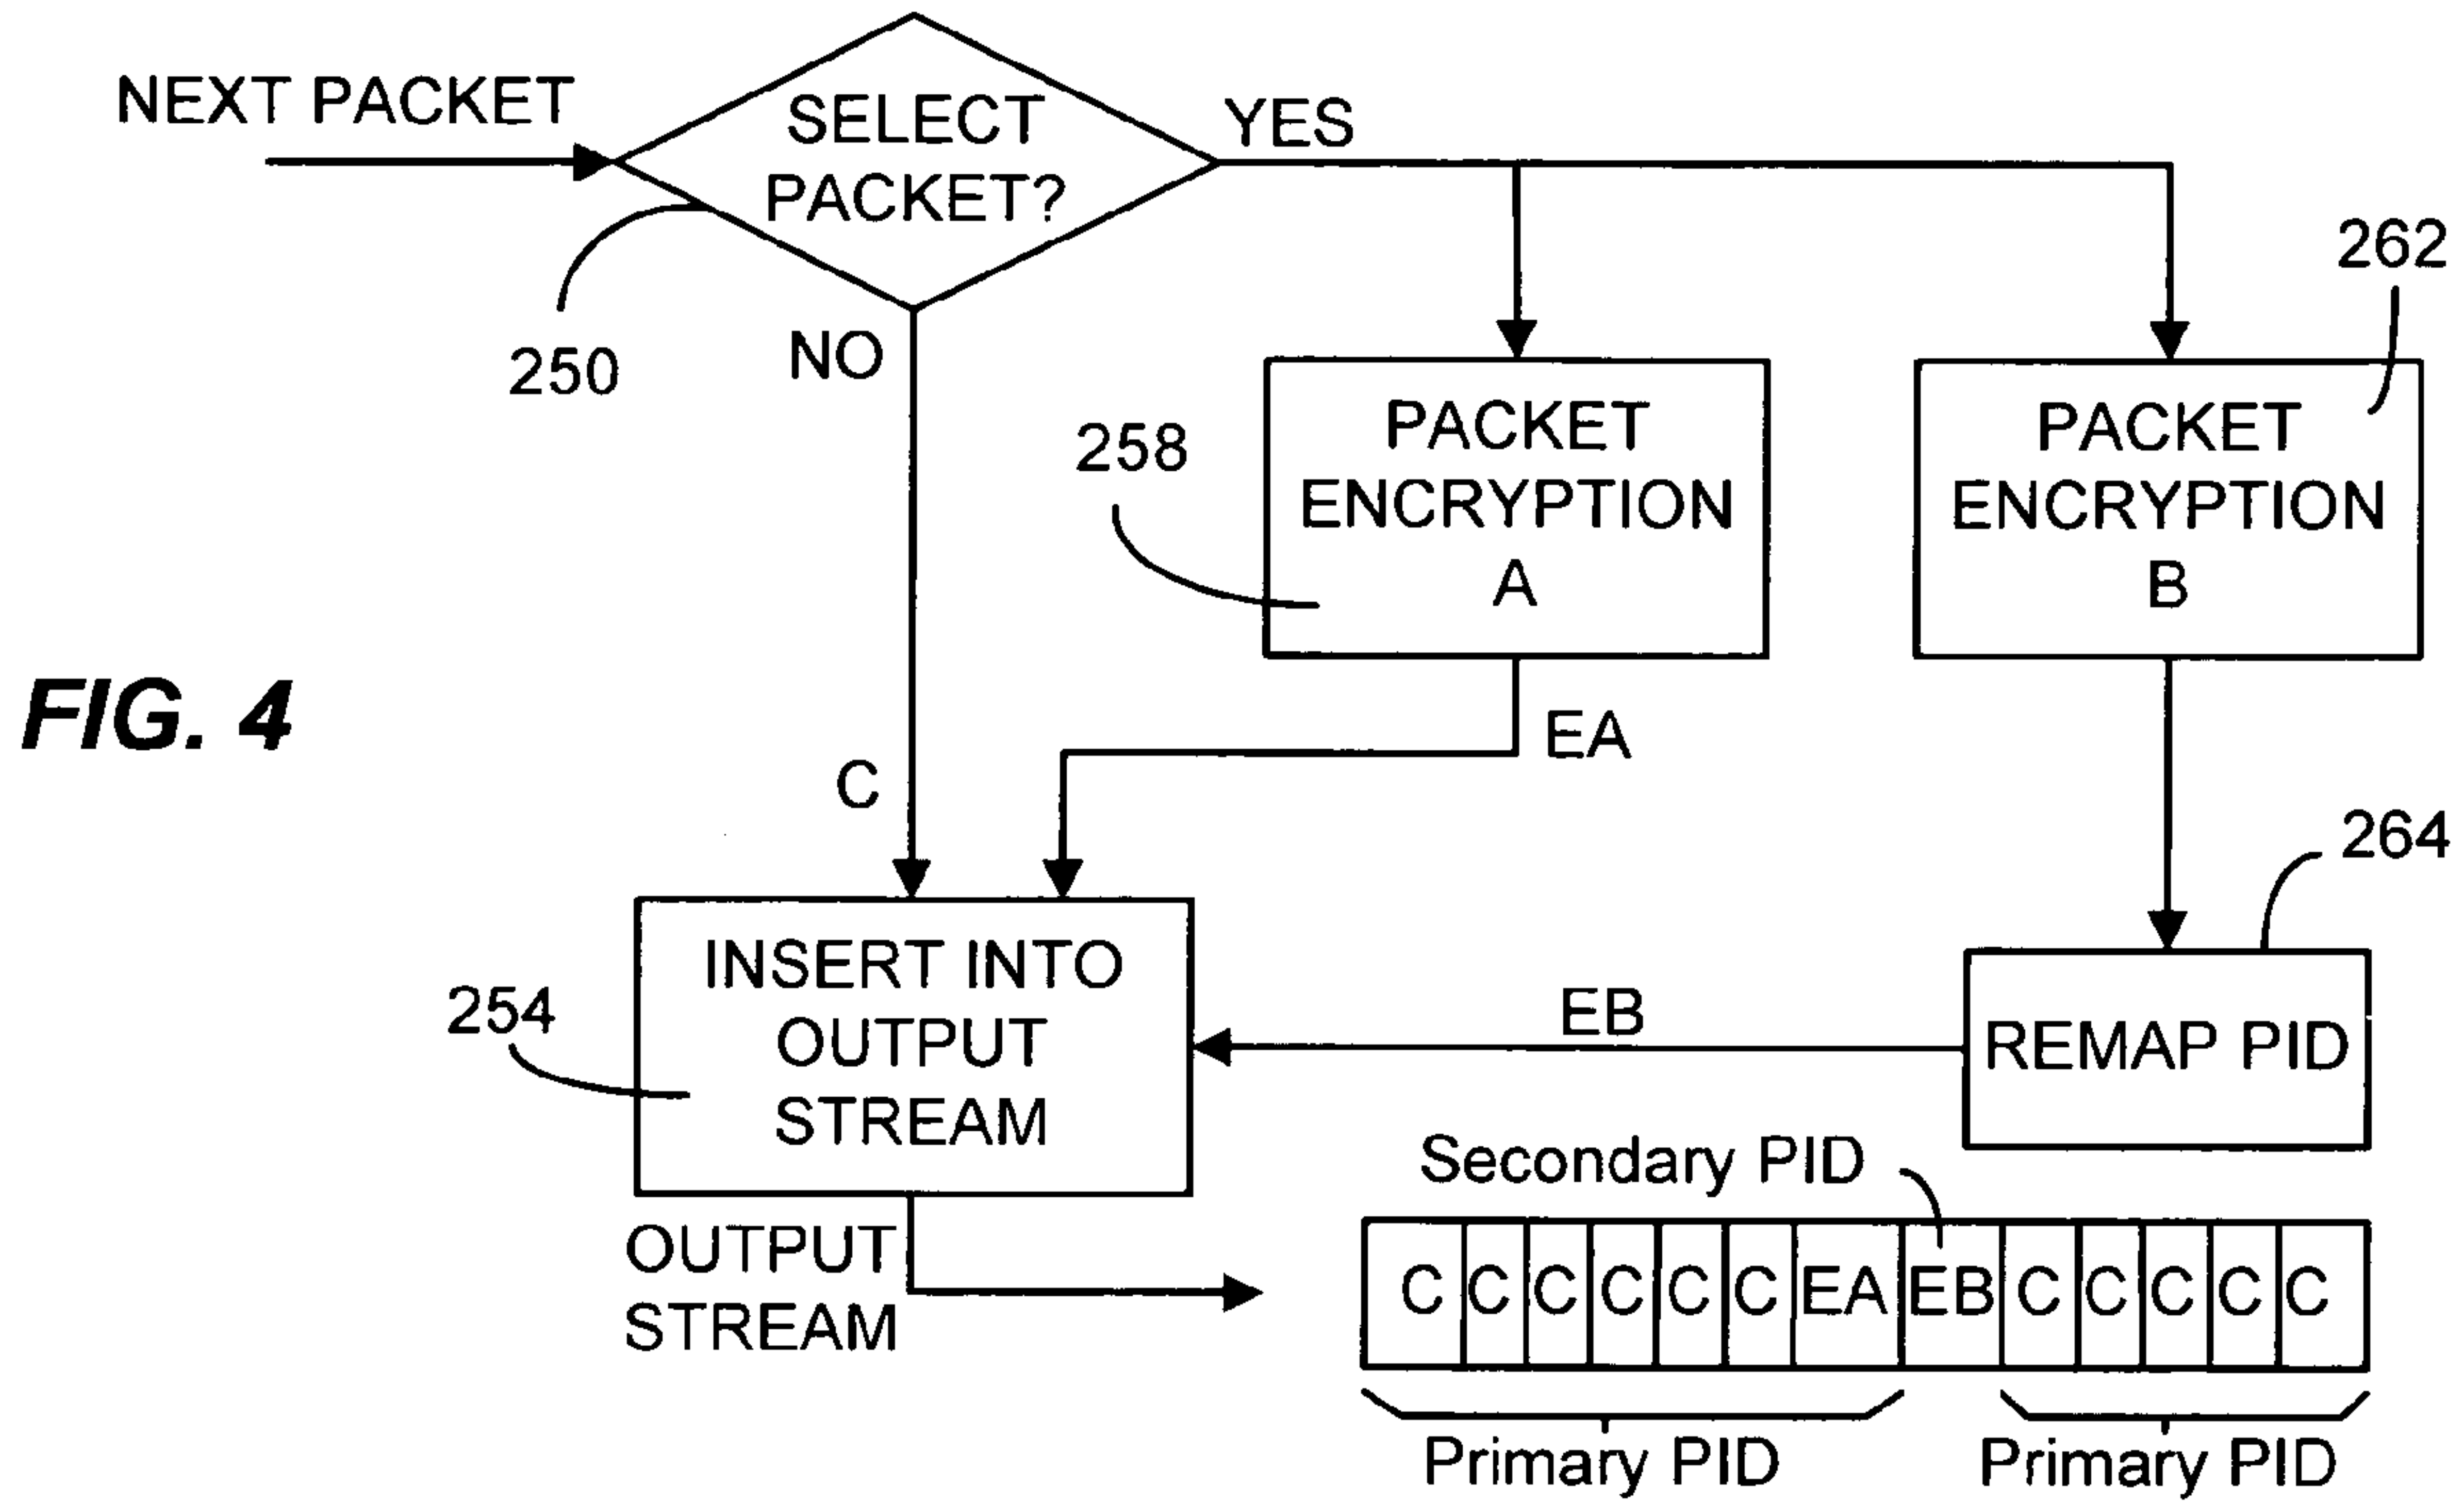 NEXT PACKET
SELECT
PACKET?
YES
250
NO
262
258
PACKET
ENCRYPTION
A
PACKET
ENCRYPTION
B
FIG. 4
C
EA
264
254
INSERT INTO
OUTPUT
STREAM
EB
REMAP PID
Secondary PID
OUTPUT
STREAM
C C C C C C EA EB C C C C C
Primary PID
Primary PID